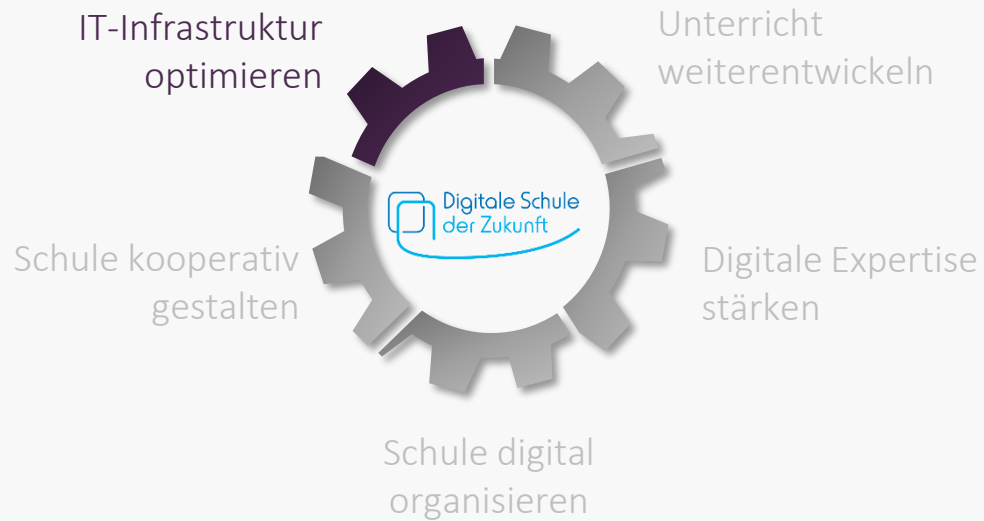 IT-Infrastruktur
optimieren
Unterricht
weiterentwickeln
Digitale Schule
der Zukunft
Schule kooperativ
gestalten
Digitale Expertise
stärken
Schule digital
organisieren